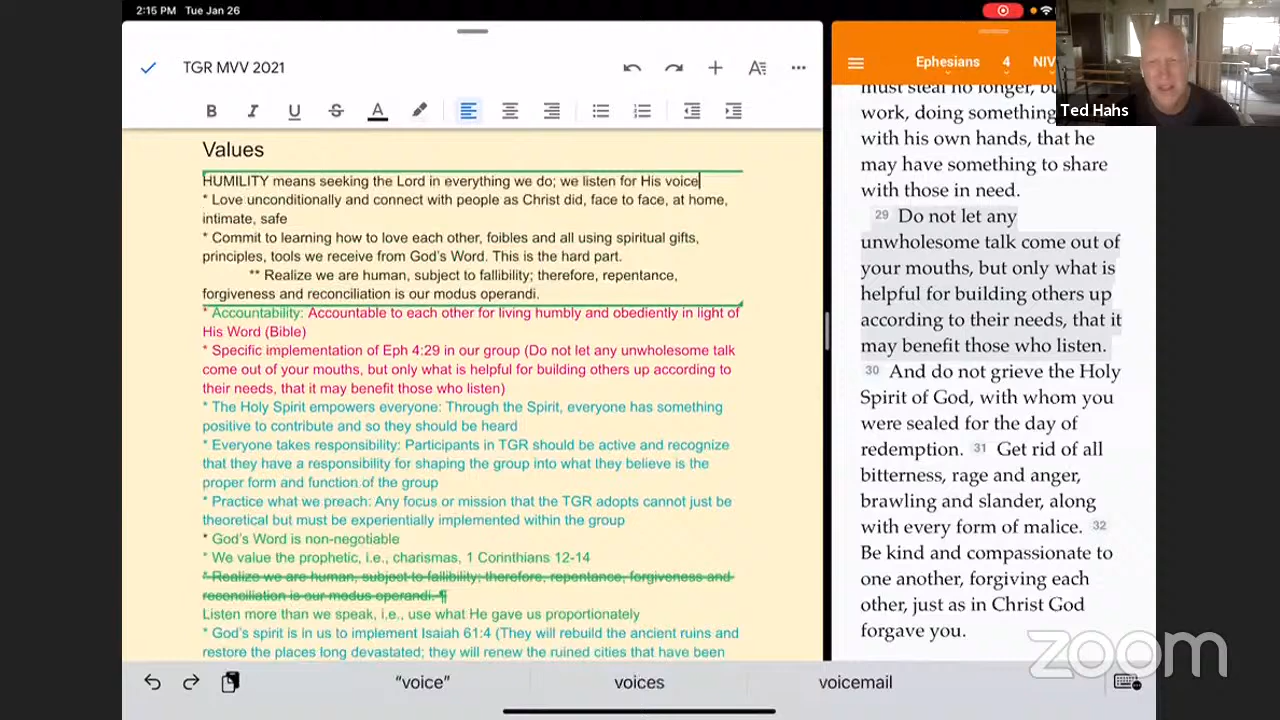 2:15 PM Tue Jan 26
TGR MVV 2021
B I U S A
Values
HUMILITY means seeking the Lord in everything we do; we listen for His voice
* Love unconditionally and connect with people as Christ did, face to face, at home,
intimate, safe
* Commit to learning how to love each other, foibles and all using spiritual gifts,
principles, tools we receive from God's Word. This is the hard part.
** Realize we are human, subject to fallibility; therefore, repentance,
forgiveness and reconciliation is our modus operandi.
* Accountability: Accountable to each other for living humbly and obediently in light of
His Word (Bible)
* Specific implementation of Eph 4:29 in our group (Do not let any unwholesome talk
come out of your mouths, but only what is helpful for building others up according to
their needs, that it may benefit those who listen)
* The Holy Spirit empowers everyone: Through the Spirit, everyone has something
positive to contribute and so they should be heard
* Everyone takes responsibility: Participants in TGR should be active and recognize
that they have a responsibility for shaping the group into what they believe is the
proper form and function of the group
* Practice what we preach: Any focus or mission that the TGR adopts cannot just be
theoretical but must be experientially implemented within the group
* God's Word is non-negotiable
* We value the prophetic, i.e., charismas, 1 Corinthians 12-14
* Realize we are human, subject to fallibility; therefore, repentance, forgiveness and
reconciliation is our modus operandi. ¶
Listen more than we speak, i.e., use what He gave us proportionately
* God's spirit is in us to implement Isaiah 61:4 (They will rebuild the ancient ruins and
restore the places long devastated; they will renew the ruined cities that have been
"voice" voices voicemail
Ephesians 4 NIV
must steal no longer,
work, doing something
with his own hands, that he
may have something to share
with those in need.
29 Do not let any
unwholesome talk come out of
your mouths, but only what is
helpful for building others up
according to their needs, that it
may benefit those who listen.
30 And do not grieve the Holy
Spirit of God, with whom you
were sealed for the day of
redemption. 31 Get rid of all
bitterness, rage and anger,
brawling and slander, along
with every form of malice. 32
Be kind and compassionate to
one another, forgiving each
other, just as in Christ God
forgave you.
Ted Hahs
zoom